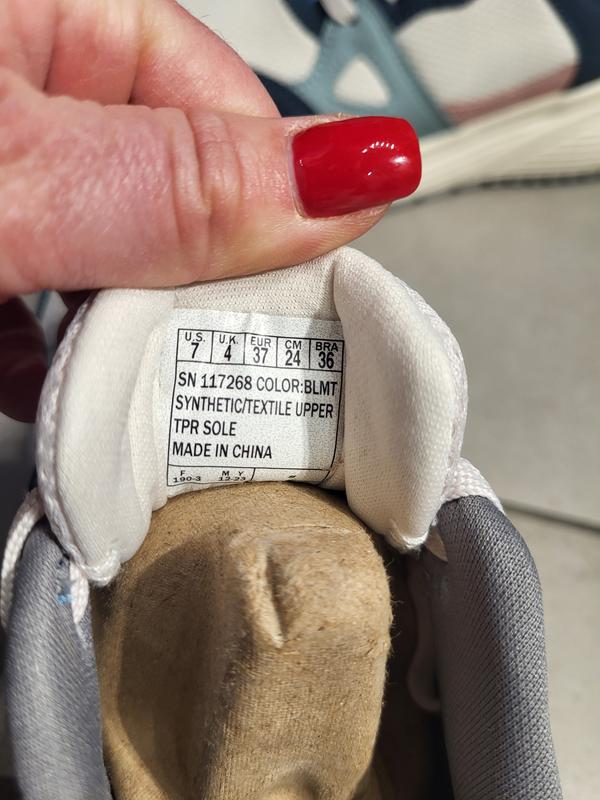 U.S. U.K. EUR CM BRA
7 4 37 24 36
SN 117268 COLOR:BLMT
SYNTHETIC/TEXTILE UPPER
TPR SOLE
MADE IN CHINA
F M Y
190-3 12-23